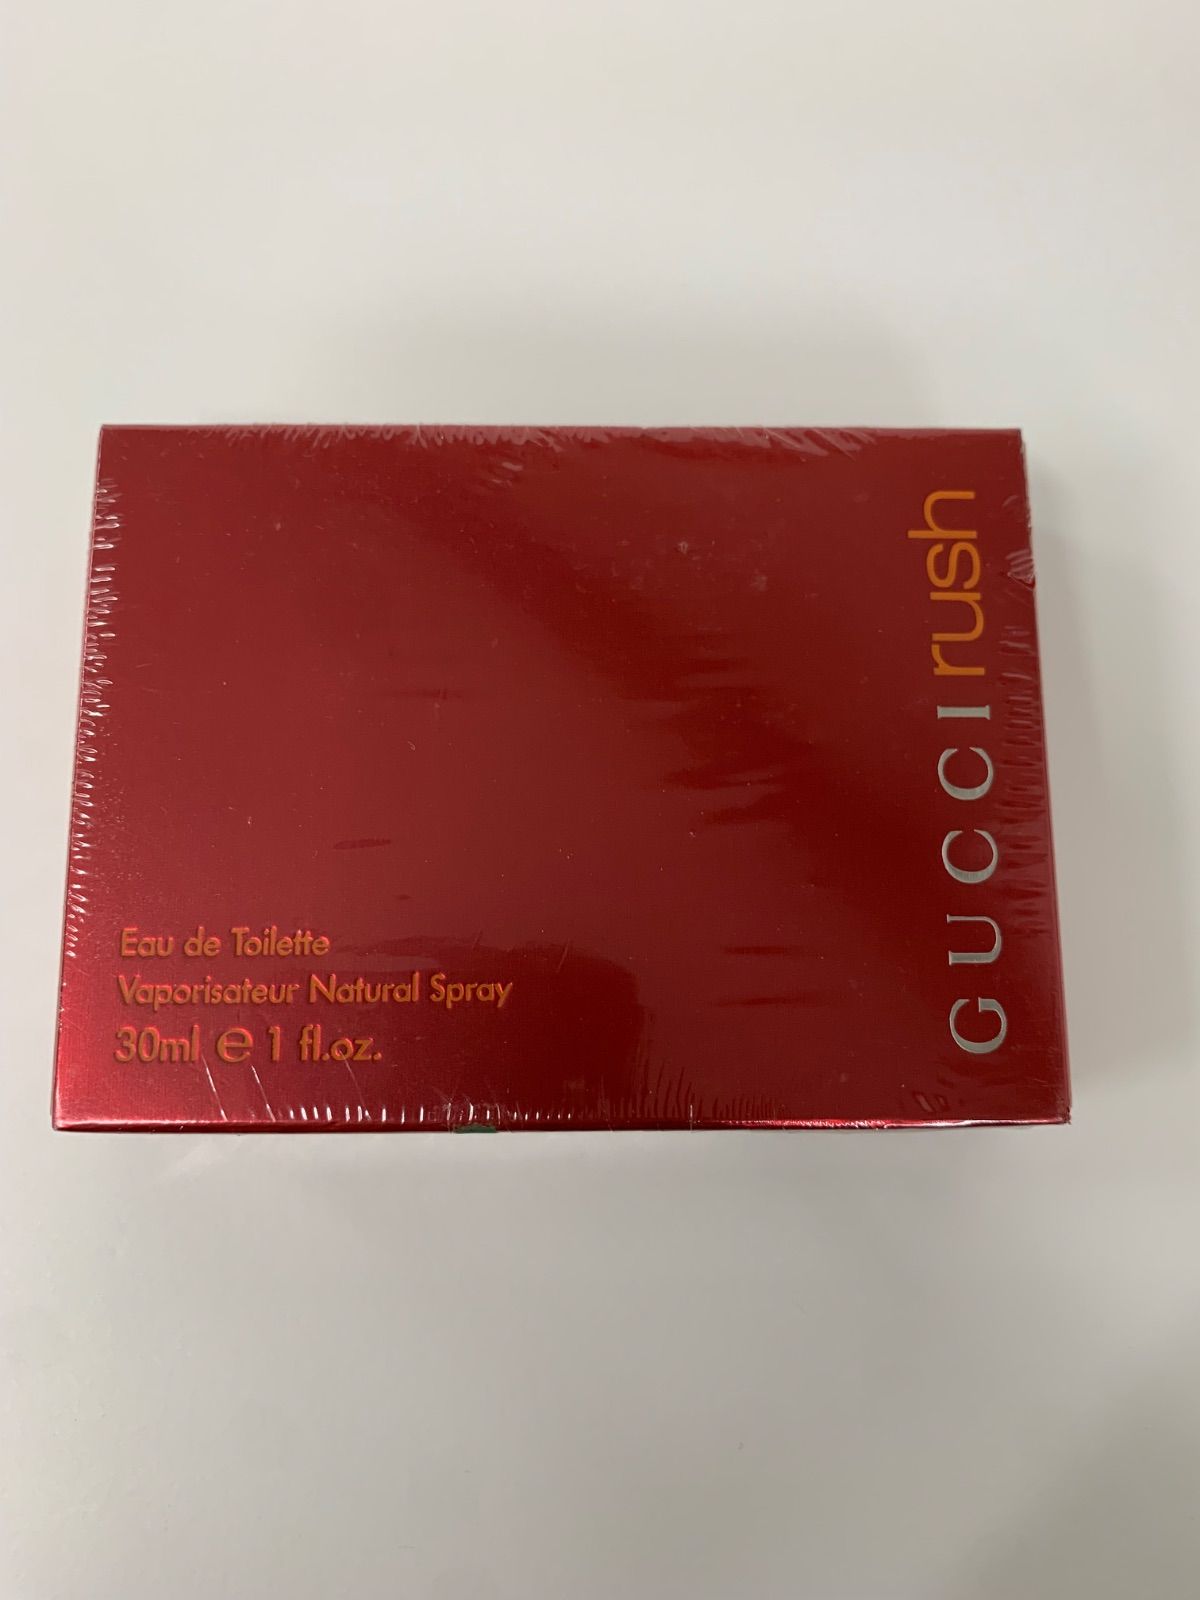 GUCCI rush
Eau de Toilette
Vaporisateur Natural Spray
30ml e 1 fl.oz.